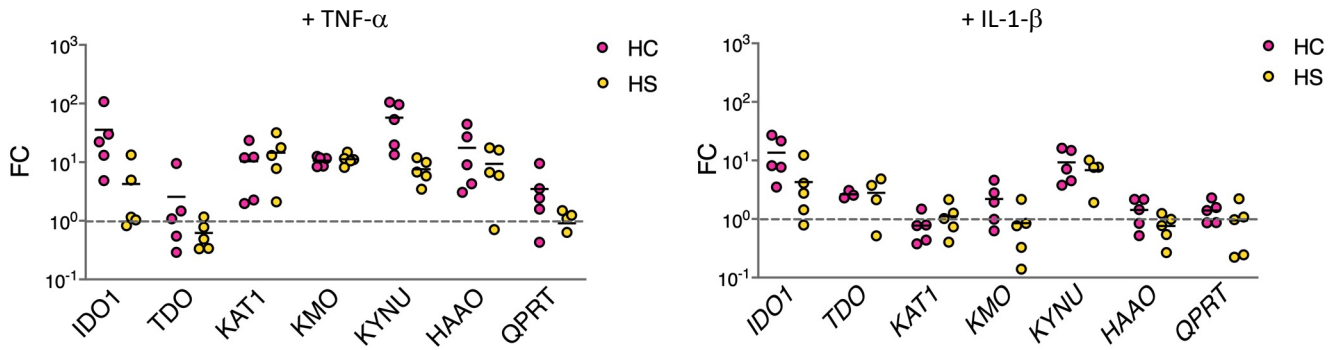 + TNF-α
10³
10²
10¹
10⁰
10⁻¹
FC
IDO1 TDO KAT1 KMO KYNU HAAO QPRT
HC
HS
+ IL-1-β
10³
10²
10¹
10⁰
10⁻¹
FC
IDO1 TDO KAT1 KMO KYNU HAAO QPRT
HC
HS